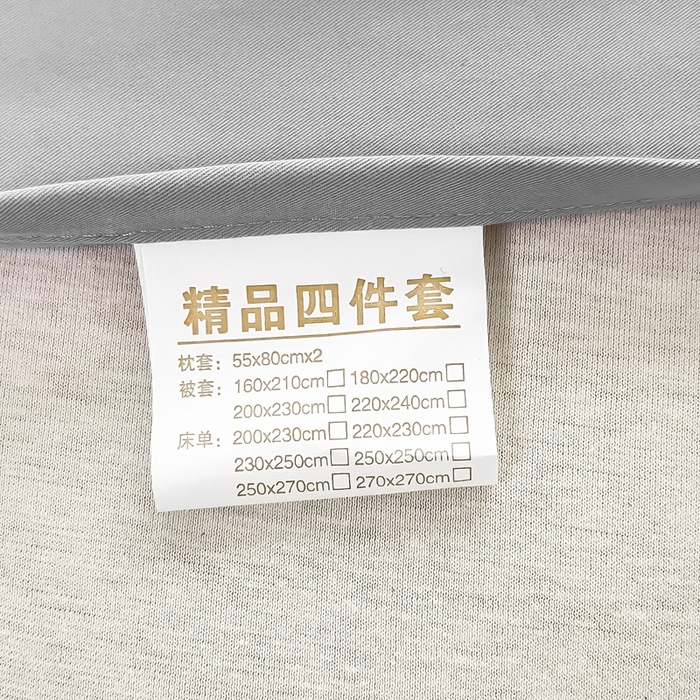 精品四件套
枕套：55x80cmx2
被套：160x210cm□ 180x220cm□
200x230cm□ 220x240cm□
床单：200x230cm□ 220x230cm□
230x250cm□ 250x250cm□
250x270cm□ 270x270cm□